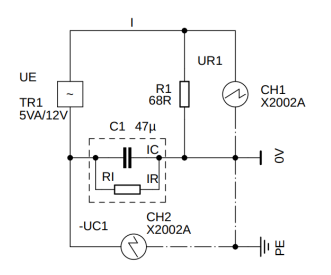 I
UR1
UE
~
TR1
5VA/12V
R1
68R
CH1
X2002A
C1 47µ
IC
RI
IR
0V
-UC1
CH2
X2002A
PE